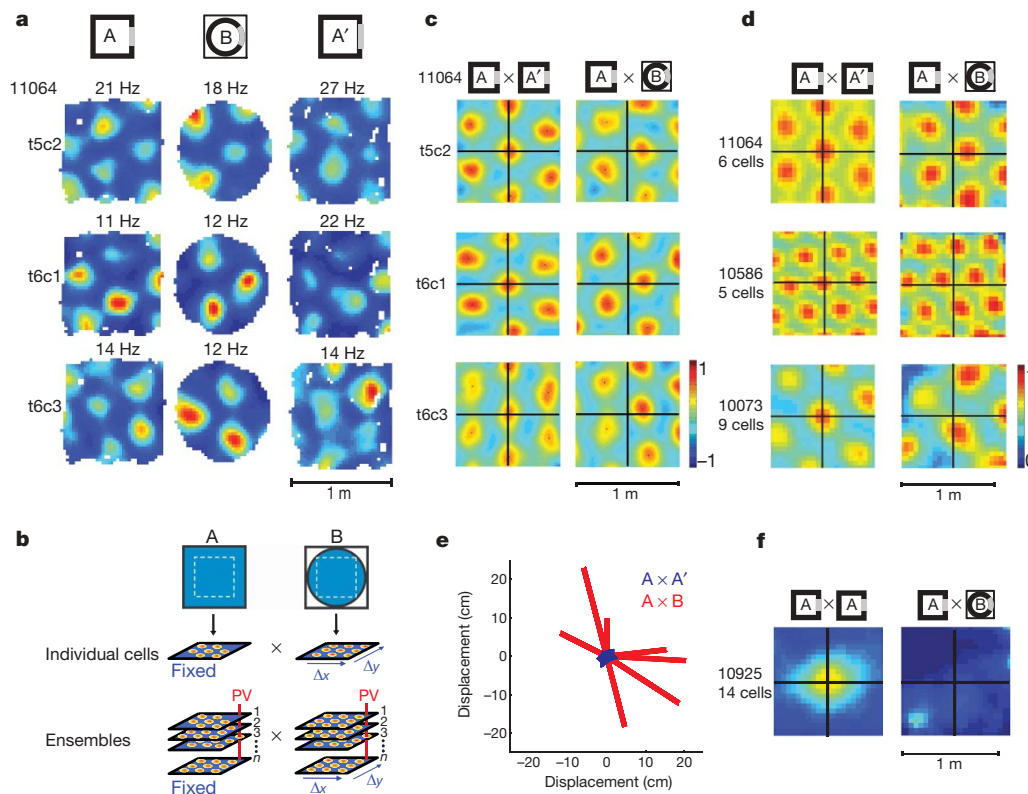 a
A
B
A′
11064
21 Hz
18 Hz
27 Hz
t5c2
11 Hz
12 Hz
22 Hz
t6c1
14 Hz
12 Hz
14 Hz
t6c3
1 m
b
A
B
Individual cells
×
Fixed
Δx
Δy
PV
PV
1
2
3
n
1
2
3
n
Ensembles
×
Fixed
Δx
Δy
c
11064
A × A′
A × B
t5c2
t6c1
t6c3
1
−1
1 m
d
A × A′
A × B
11064
6 cells
10586
5 cells
10073
9 cells
1
0
1 m
e
A × A′
A × B
Displacement (cm)
20
10
0
−10
−20
−20
−10
0
10
20
Displacement (cm)
f
A × A
A × B
10925
14 cells
1 m